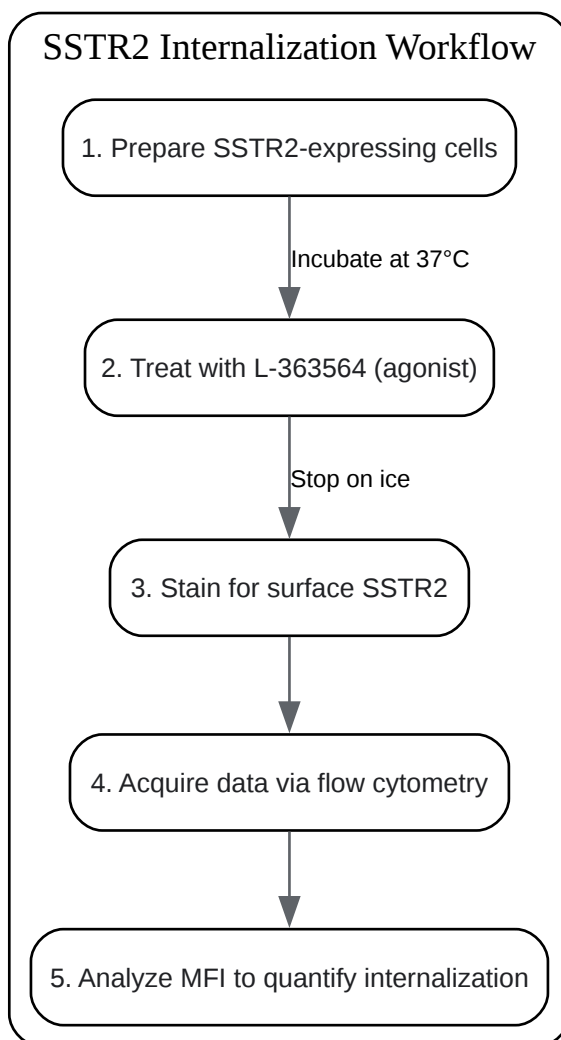 SSTR2 Internalization Workflow
1. Prepare SSTR2-expressing cells
Incubate at 37°C
2. Treat with L-363564 (agonist)
Stop on ice
3. Stain for surface SSTR2
4. Acquire data via flow cytometry
5. Analyze MFI to quantify internalization